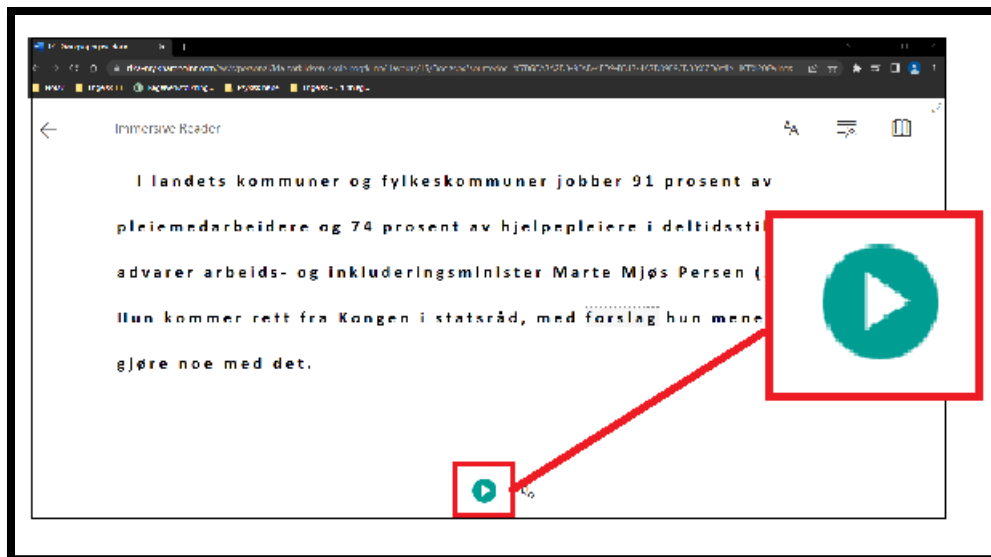 Immersive Reader
I landets kommuner og fylkeskommuner jobber 91 prosent av
pleiemedarbeidere og 74 prosent av hjelpepleiere i deltidsstil
advarer arbeids- og inkluderingsminister Marte Mjøs Persen (
Hun kommer rett fra Kongen i statsråd, med forslag hun mene
gjøre noe med det.